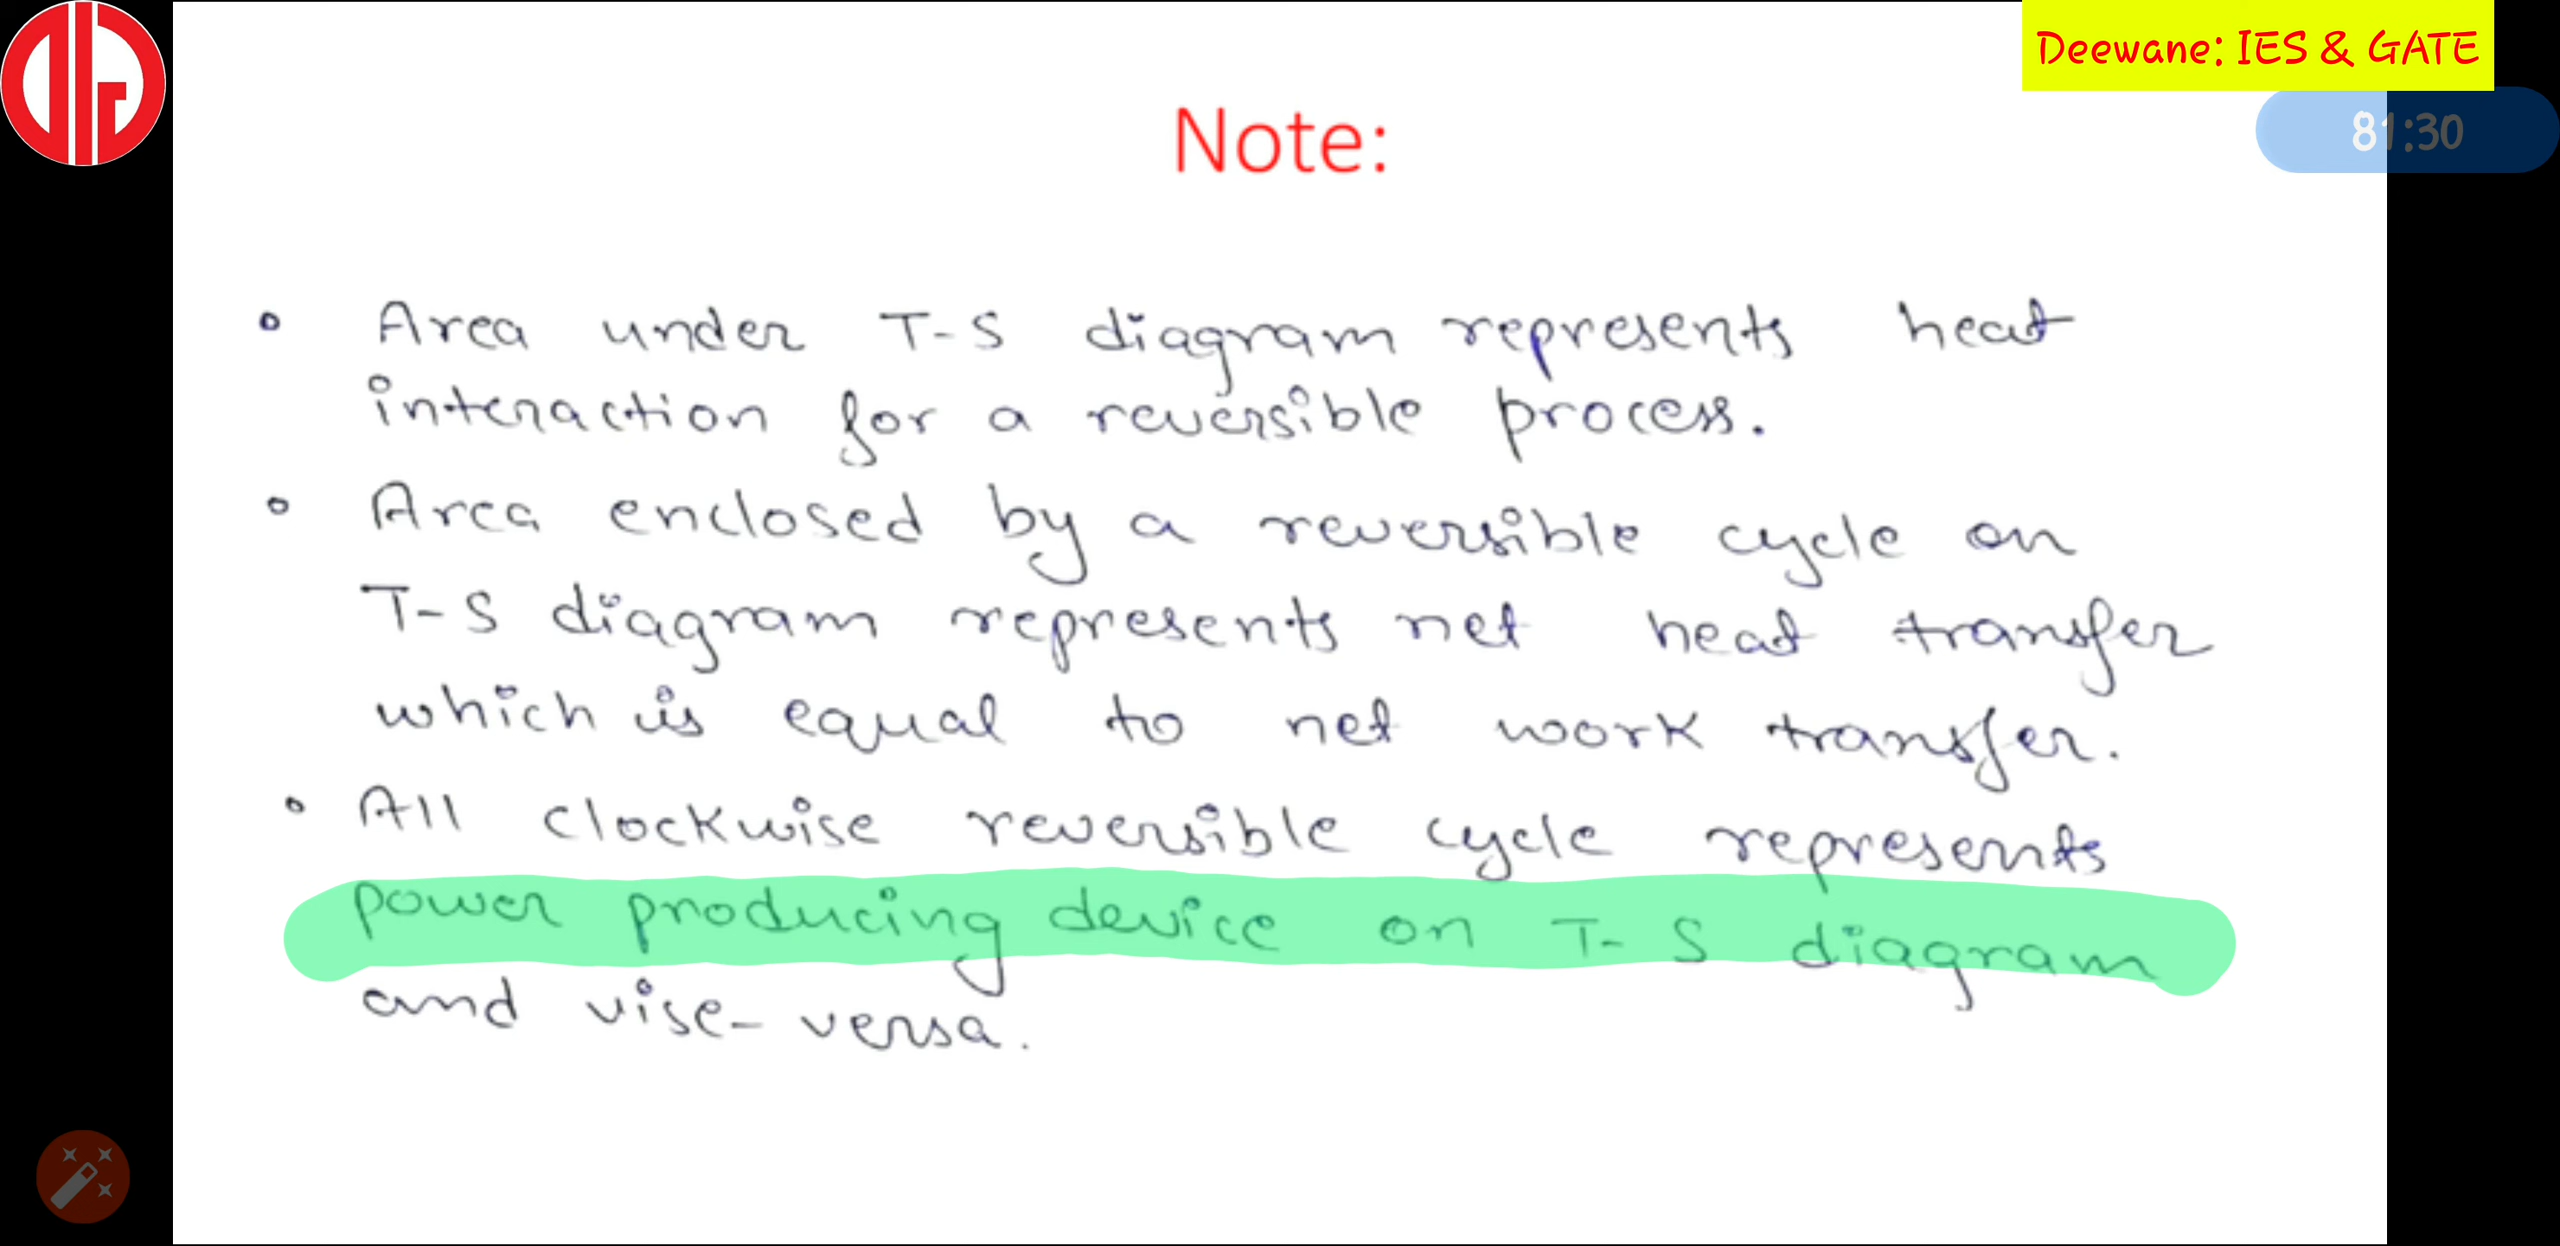 Deewane: IES & GATE
81:30
Note:
• Area under T-S diagram represents heat
interaction for a reversible process.
• Area enclosed by a reversible cycle on
T-S diagram represents net heat transfer
which is equal to net work transfer.
• All clockwise reversible cycle represents
power producing device on T-S diagram
and vise-versa.